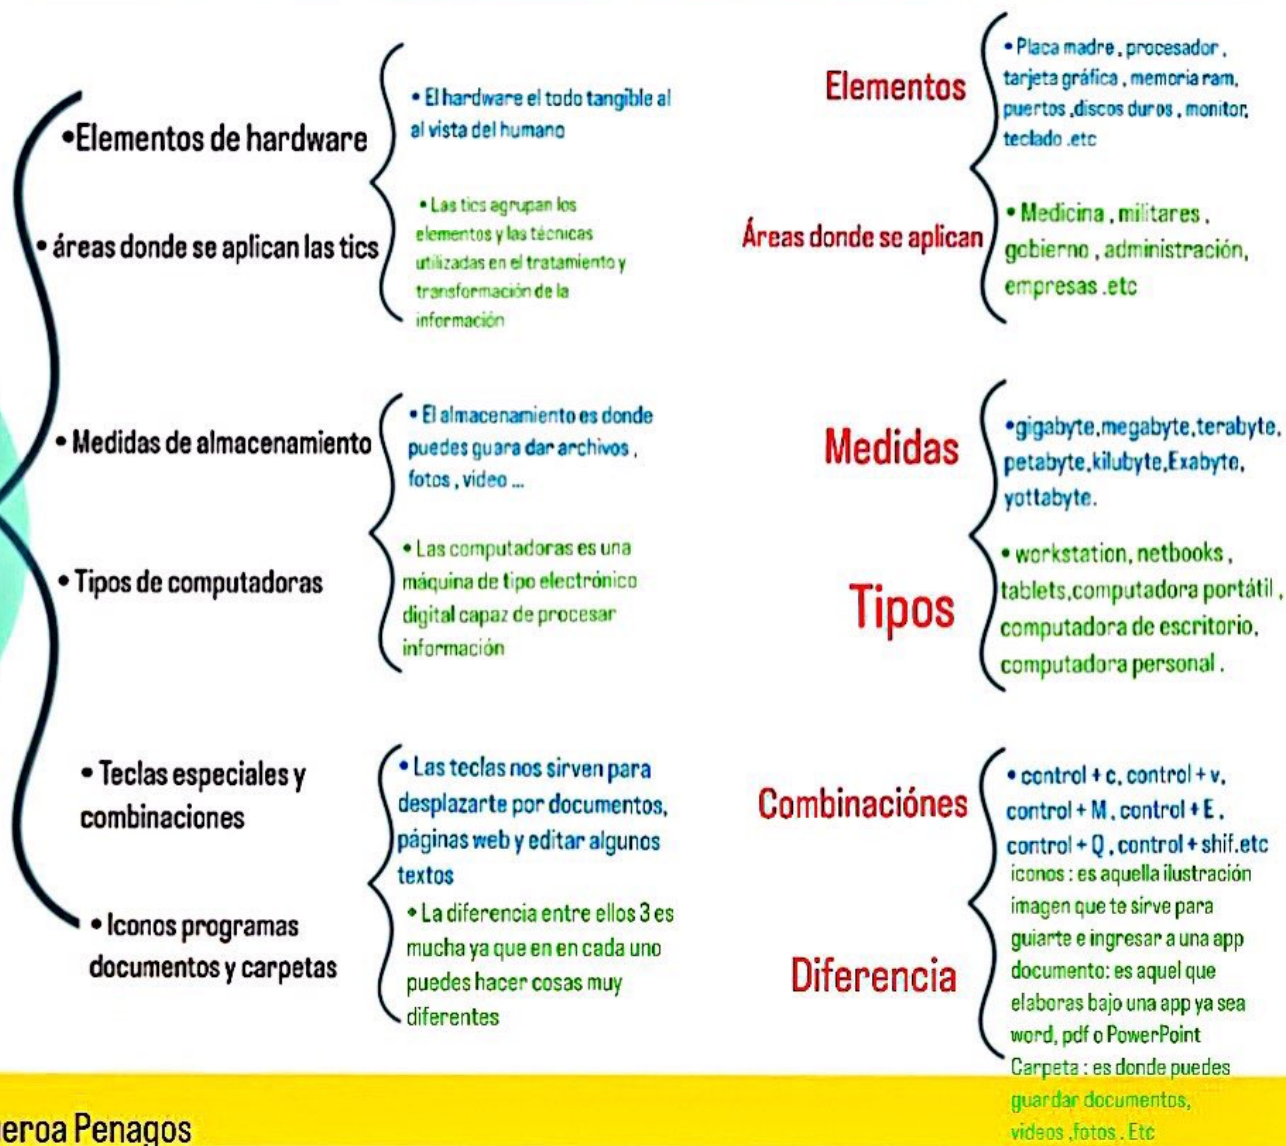 •Elementos de hardware
• áreas donde se aplican las tics
• El hardware el todo tangible al
al vista del humano
• Las tics agrupan los
elementos y las técnicas
utilizadas en el tratamiento y
transformación de la
información
Elementos
• Placa madre , procesador ,
tarjeta gráfica , memoria ram,
puertos ,discos duros , monitor,
teclado .etc
Áreas donde se aplican
• Medicina , militares ,
gobierno , administración,
empresas .etc
• Medidas de almacenamiento
• Tipos de computadoras
• El almacenamiento es donde
puedes guara dar archivos ,
fotos , video ...
• Las computadoras es una
máquina de tipo electrónico
digital capaz de procesar
información
Medidas
•gigabyte,megabyte,terabyte,
petabyte,kilubyte,Exabyte,
yottabyte.
Tipos
• workstation, netbooks ,
tablets,computadora portátil ,
computadora de escritorio,
computadora personal .
• Teclas especiales y
combinaciones
• Iconos programas
documentos y carpetas
• Las teclas nos sirven para
desplazarte por documentos,
páginas web y editar algunos
textos
• La diferencia entre ellos 3 es
mucha ya que en en cada uno
puedes hacer cosas muy
diferentes
Combinaciónes
• control + c, control + v,
control + M , control + E ,
control + Q , control + shif.etc
Diferencia
iconos : es aquella ilustración
imagen que te sirve para
guiarte e ingresar a una app
documento: es aquel que
elaboras bajo una app ya sea
word, pdf o PowerPoint
Carpeta : es donde puedes
guardar documentos,
videos ,fotos . Etc
ueroa Penagos